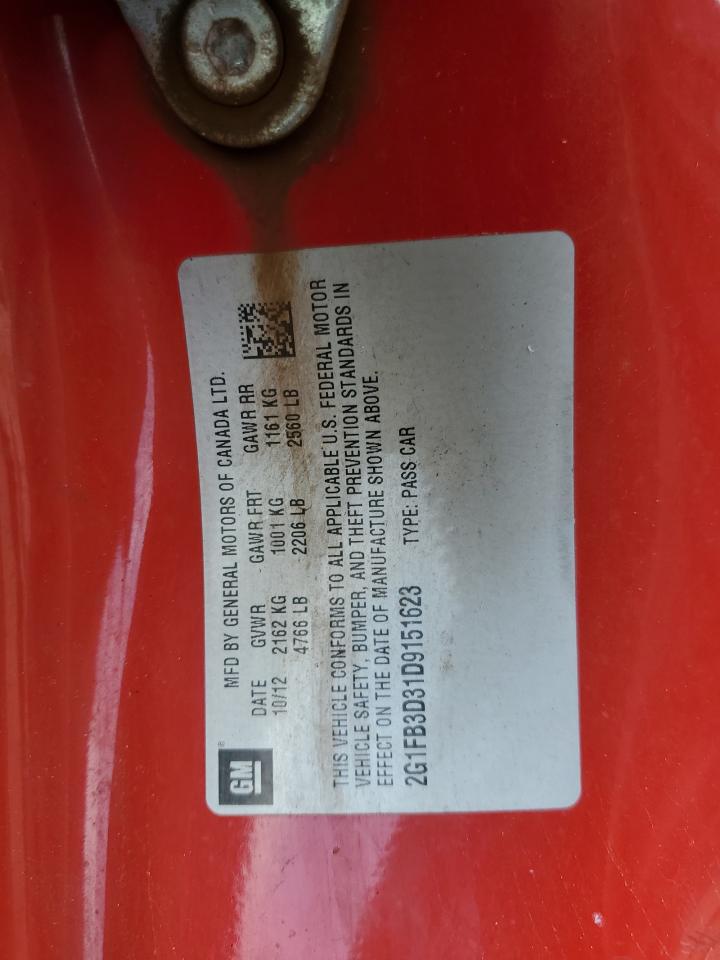 GM®
MFD BY GENERAL MOTORS OF CANADA LTD.
DATE GVWR GAWR FRT GAWR RR
10/12 2162 KG 1001 KG 1161 KG
4766 LB 2206 LB 2560 LB
THIS VEHICLE CONFORMS TO ALL APPLICABLE U.S. FEDERAL MOTOR
VEHICLE SAFETY, BUMPER, AND THEFT PREVENTION STANDARDS IN
EFFECT ON THE DATE OF MANUFACTURE SHOWN ABOVE.
2G1FB3D31D9151623 TYPE: PASS CAR